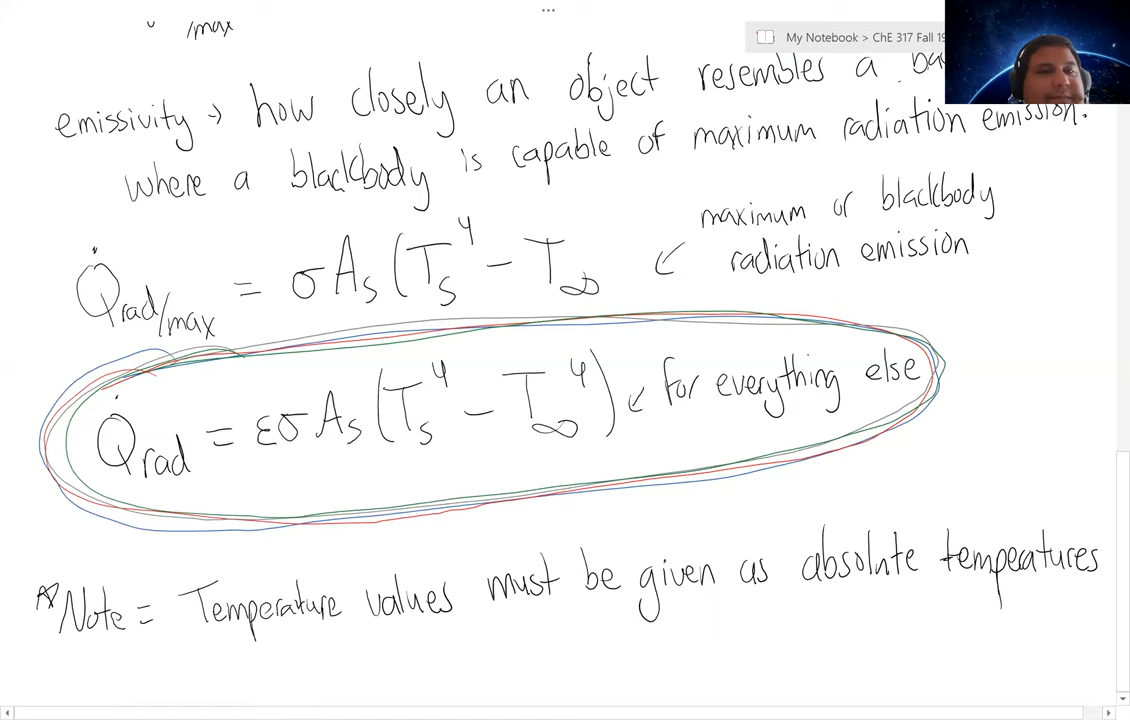 /max
My Notebook > ChE 317 Fall 19
emissivity → how closely an object resembles a
where a blackbody is capable of maximum radiation emission.
Q̇rad/max = σAₛ(Tₛ⁴ − T∞
← maximum or blackbody
radiation emission
Q̇rad = εσAₛ(Tₛ⁴ − T∞⁴) ← for everything else
☆Note = Temperature values must be given as absolute temperatures